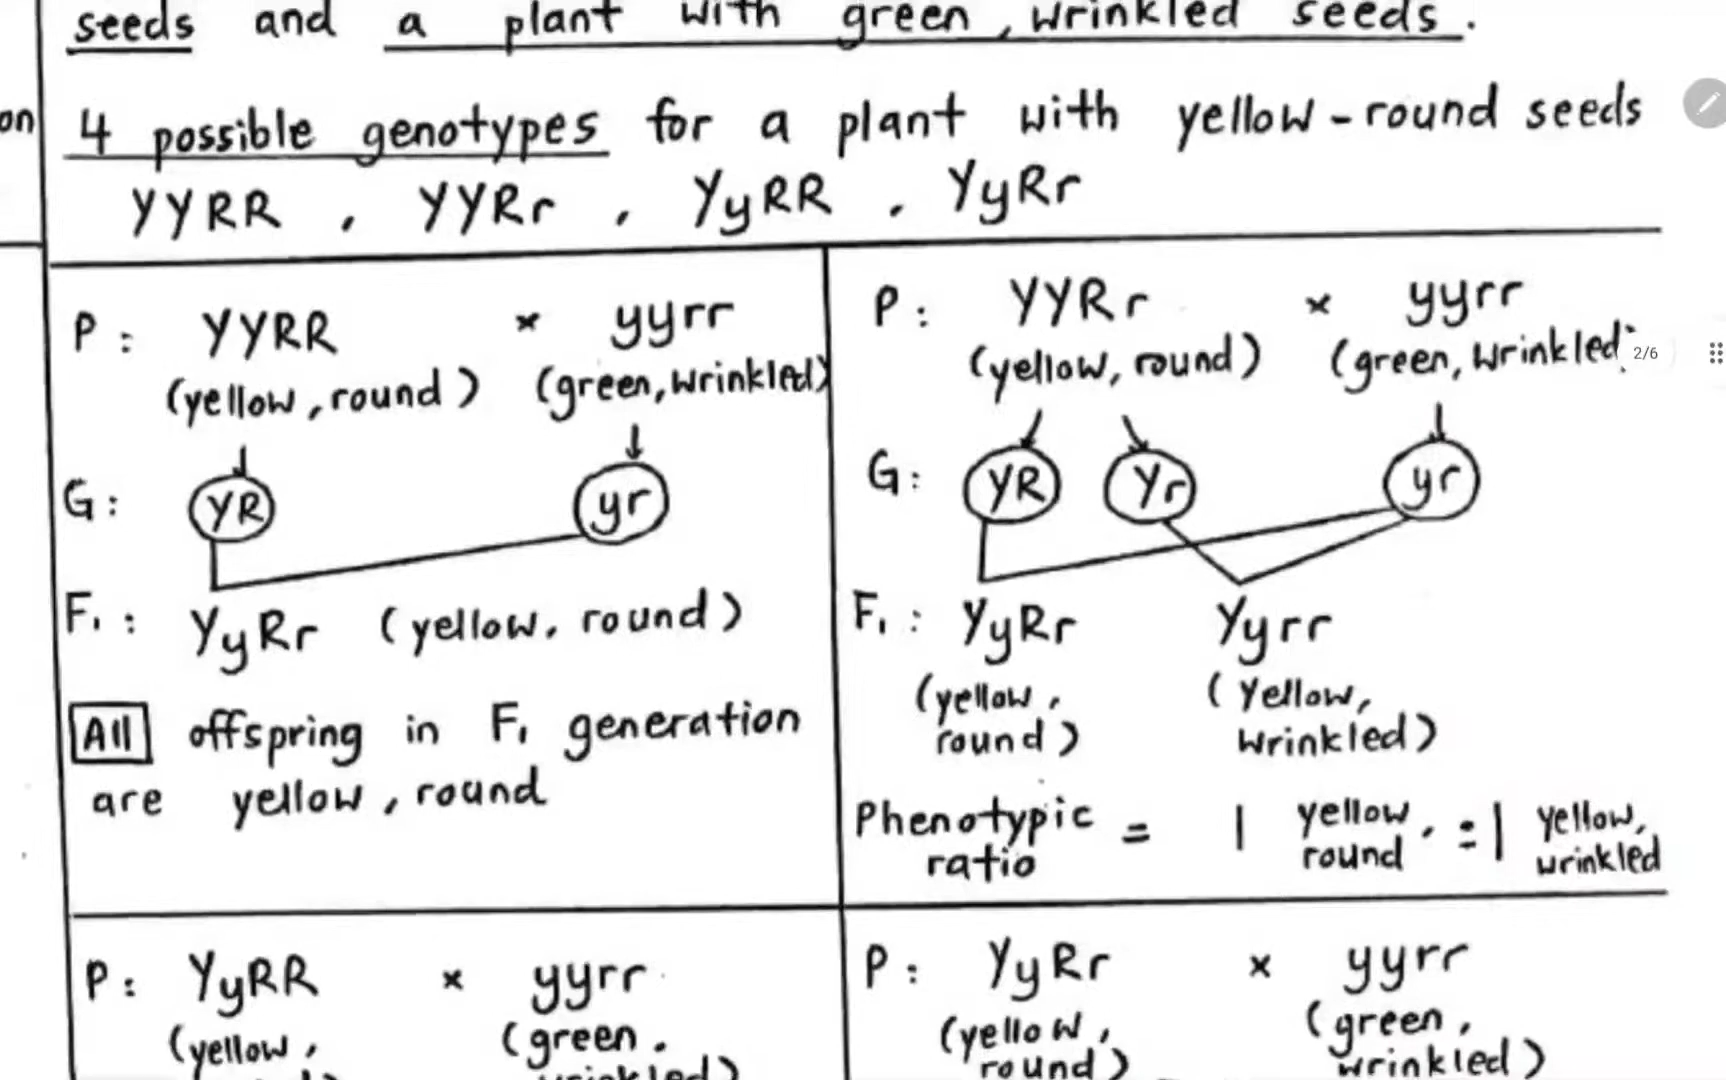 seeds and a plant with green, wrinkled seeds.
on
4 possible genotypes for a plant with yellow-round seeds
YYRR , YYRr , YyRR . YyRr
P: YYRR × yyrr
(yellow, round) (green, wrinkled)
G: YR yr
F1: YyRr (yellow, round)
All offspring in F1 generation
are yellow, round
P: YYRr × yyrr
(yellow, round) (green, wrinkled
2/6
G: YR Yr yr
F1: YyRr Yyrr
(yellow, (Yellow,
round) wrinkled)
Phenotypic = 1 yellow, : 1 yellow,
ratio round wrinkled
P: YyRR × yyrr
(yellow, (green,
wrinkled)
P: YyRr × yyrr
(yellow, (green,
round) wrinkled)